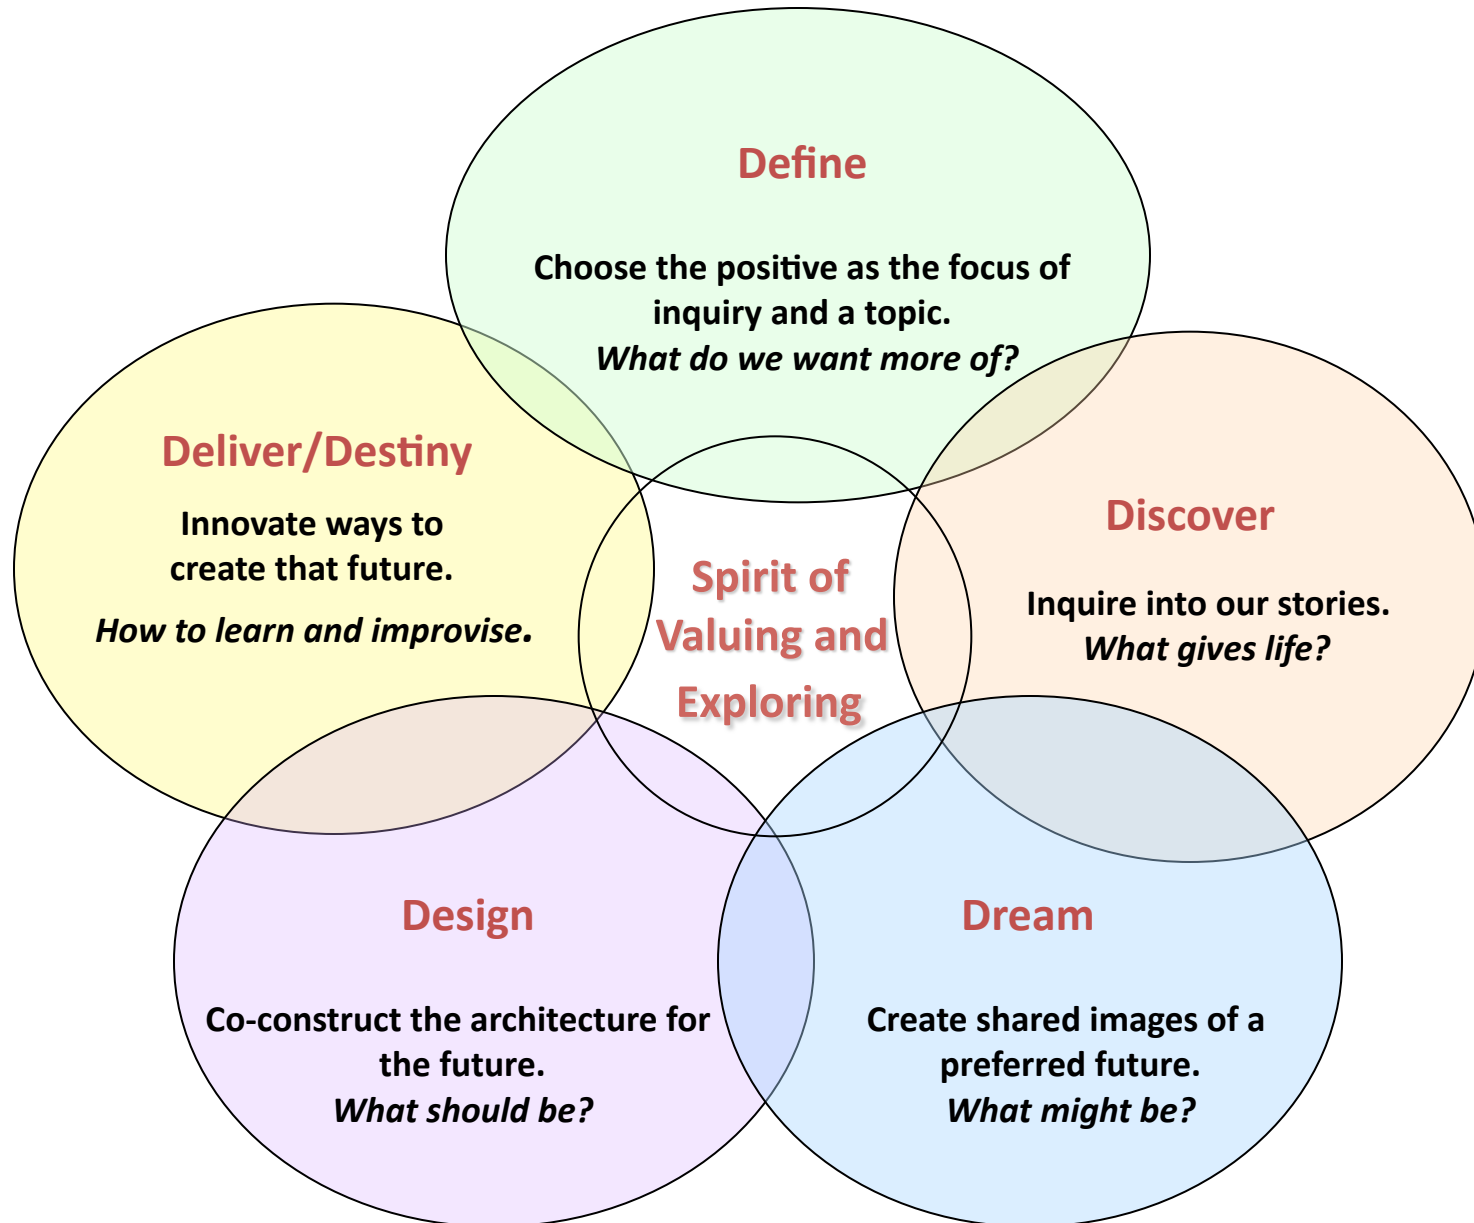 Define
Choose the positive as the focus of
inquiry and a topic.
What do we want more of?
Deliver/Destiny
Innovate ways to
create that future.
How to learn and improvise.
Spirit of
Valuing and
Exploring
Discover
Inquire into our stories.
What gives life?
Design
Co-construct the architecture for
the future.
What should be?
Dream
Create shared images of a
preferred future.
What might be?